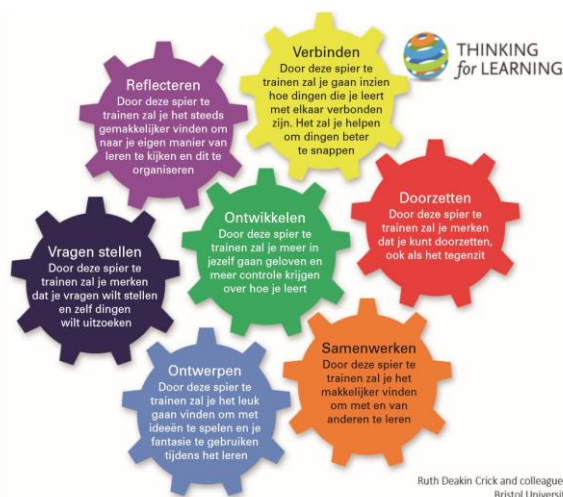 THINKING
for LEARNING
Verbinden
Door deze spier te
trainen zal je gaan inzien
hoe dingen die je leert
met elkaar verbonden
zijn. Het zal je helpen
om dingen beter
te snappen
Reflecteren
Door deze spier te
trainen zal je het steeds
gemakkelijker vinden om
naar je eigen manier van
leren te kijken en dit te
organiseren
Doorzetten
Door deze spier te
trainen zal je merken
dat je kunt doorzetten,
ook als het tegenzit
Ontwikkelen
Door deze spier te
trainen zal je meer in
jezelf gaan geloven en
meer controle krijgen
over hoe je leert
Vragen stellen
Door deze spier te
trainen zal je merken
dat je vragen wilt stellen
en zelf dingen
wilt uitzoeken
Samenwerken
Door deze spier te
trainen zal je het
makkelijker vinden
om met en van
anderen te leren
Ontwerpen
Door deze spier te
trainen zal je het leuk
gaan vinden om met
ideeën te spelen en je
fantasie te gebruiken
tijdens het leren
Ruth Deakin Crick and colleague
Bristol Universit